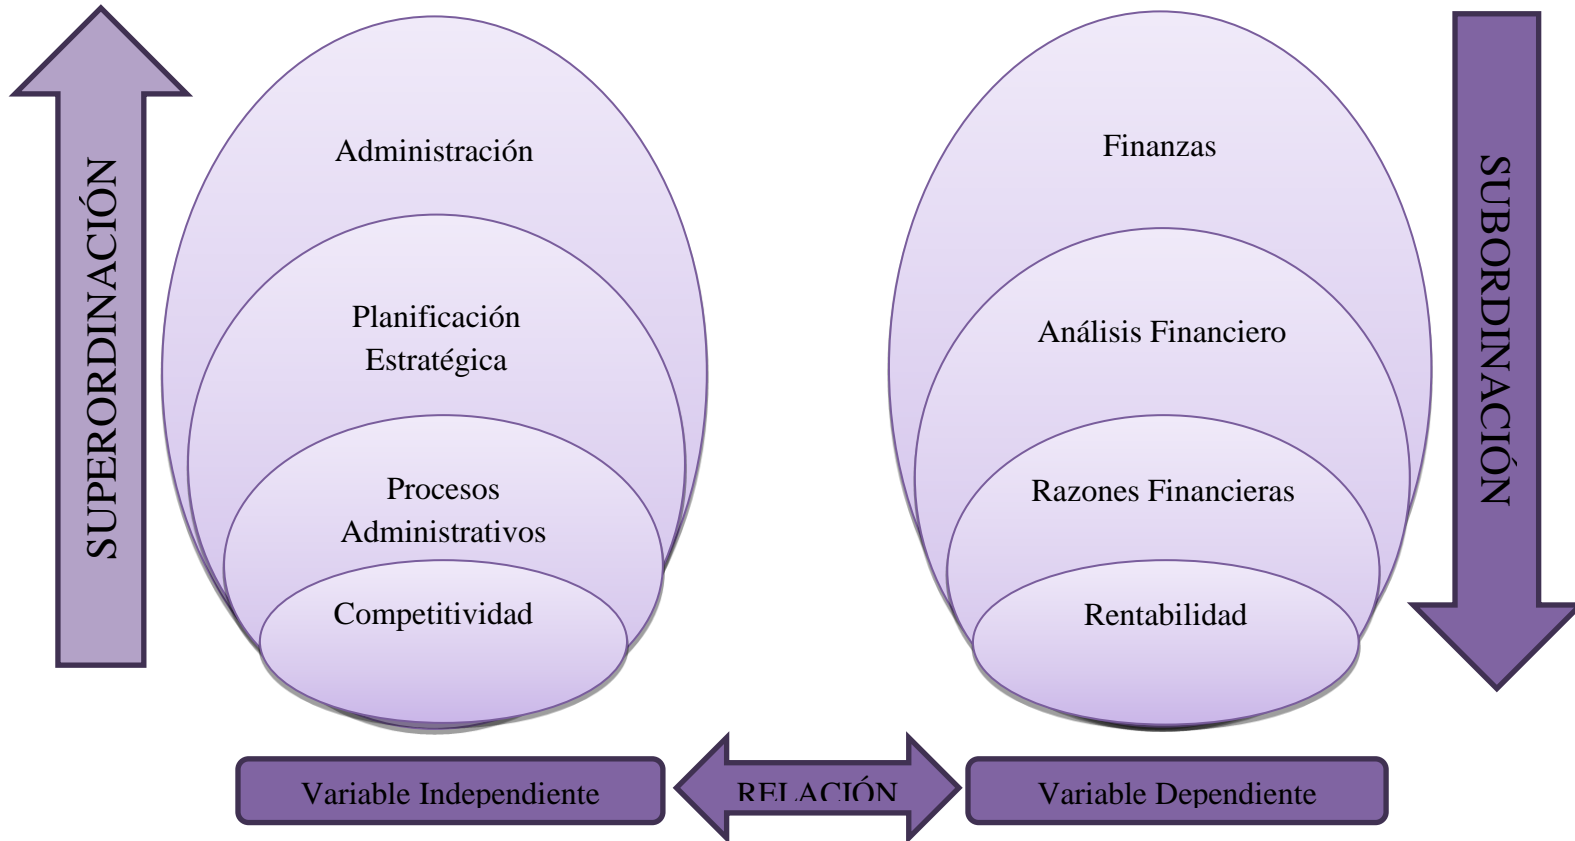 SUPERORDINACIÓN
Administración
Planificación
Estratégica
Procesos
Administrativos
Competitividad
Finanzas
Análisis Financiero
Razones Financieras
Rentabilidad
SUBORDINACIÓN
Variable Independiente
RELACIÓN
Variable Dependiente